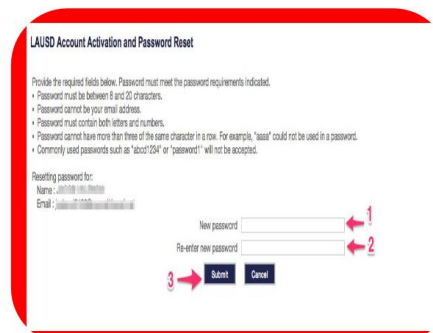 LAUSD Account Activation and Password Reset
Provide the required fields below. Password must meet the password requirements indicated.
• Password must be between 8 and 20 characters.
• Password cannot be your email address.
• Password must contain both letters and numbers.
• Password cannot have more than three of the same character in a row. For example, "aaaa" could not be used in a password.
• Commonly used passwords such as "abcd1234" or "password1" will not be accepted.
Resetting password for:
Name :
Email :
New password 1
Re-enter new password 2
3 Submit Cancel